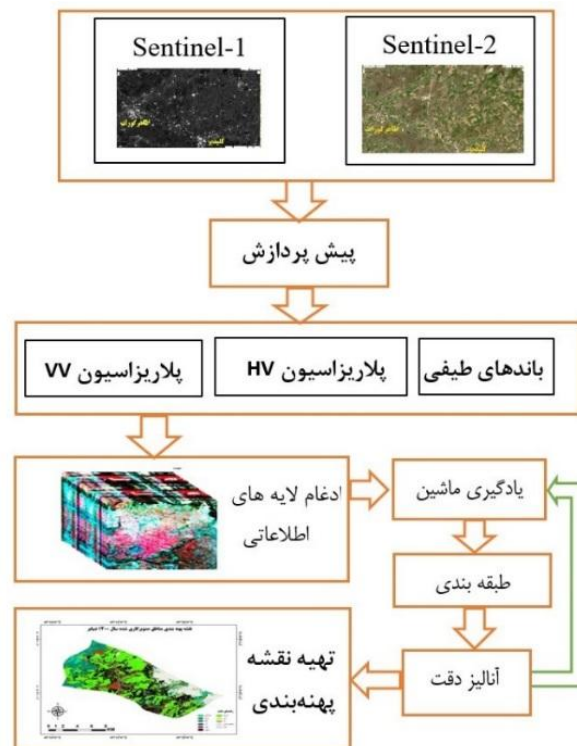 Sentinel-1
Sentinel-2
پیش پردازش
پلاریزاسیون VV
پلاریزاسیون HV
باندهای طیفی
ادغام لایه های
اطلاعاتی
یادگیری ماشین
طبقه بندی
آنالیز دقت
تهیه نقشه
پهنه‌بندی